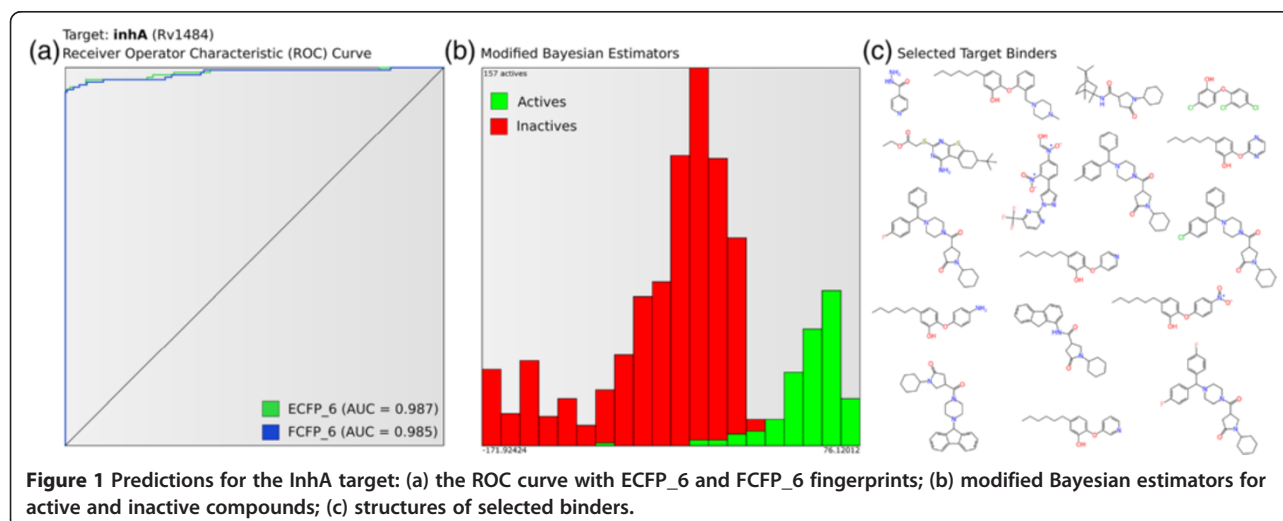 Target: inhA (Rv1484)
(a) Receiver Operator Characteristic (ROC) Curve
ECFP_6 (AUC = 0.987)
FCFP_6 (AUC = 0.985)
(b) Modified Bayesian Estimators
157 actives
Actives
Inactives
-171.92424
76.12012
(c) Selected Target Binders
Figure 1 Predictions for the InhA target: (a) the ROC curve with ECFP_6 and FCFP_6 fingerprints; (b) modified Bayesian estimators for
active and inactive compounds; (c) structures of selected binders.